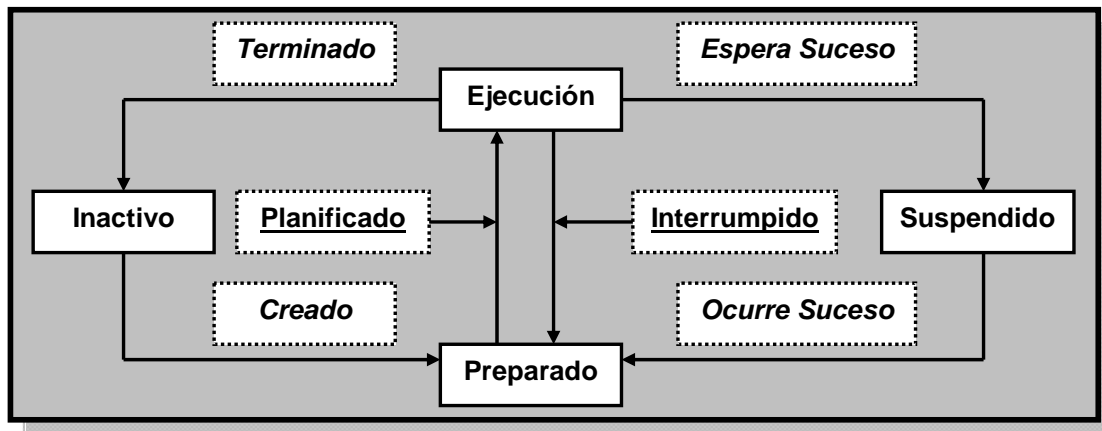 Terminado
Espera Suceso
Ejecución
Inactivo
Planificado
Interrumpido
Suspendido
Creado
Ocurre Suceso
Preparado